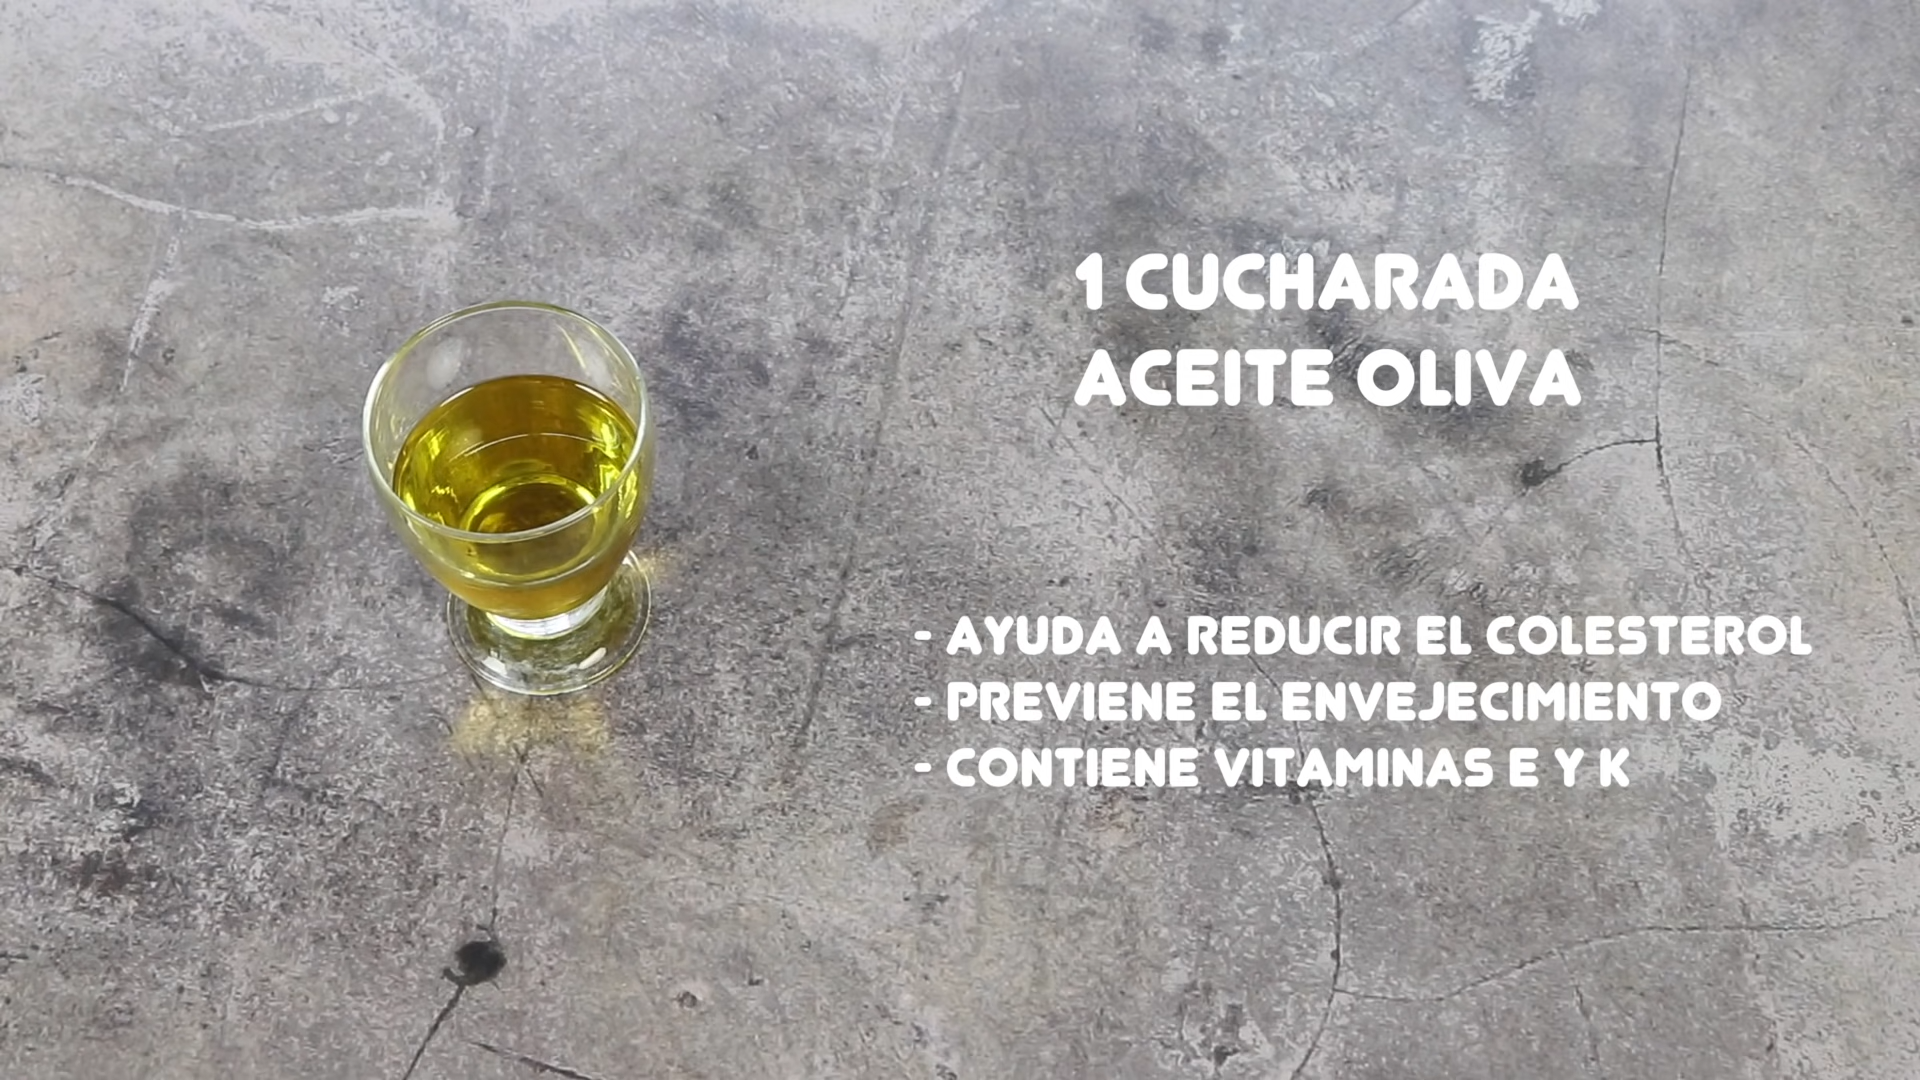 1 CUCHARADA
ACEITE OLIVA
- AYUDA A REDUCIR EL COLESTEROL
- PREVIENE EL ENVEJECIMIENTO
- CONTIENE VITAMINAS E Y K